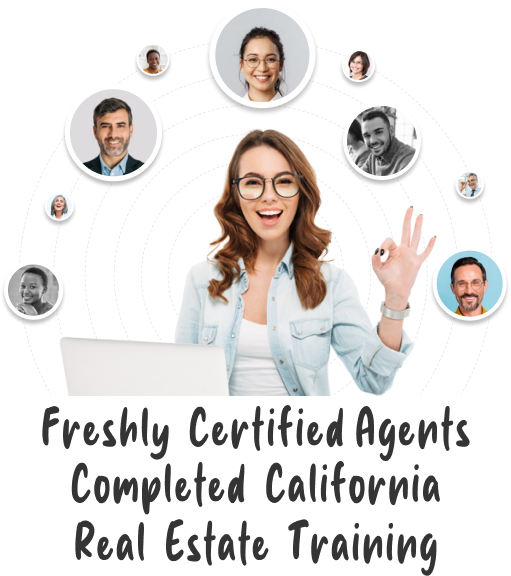 Freshly Certified Agents
Completed California
Real Estate Training